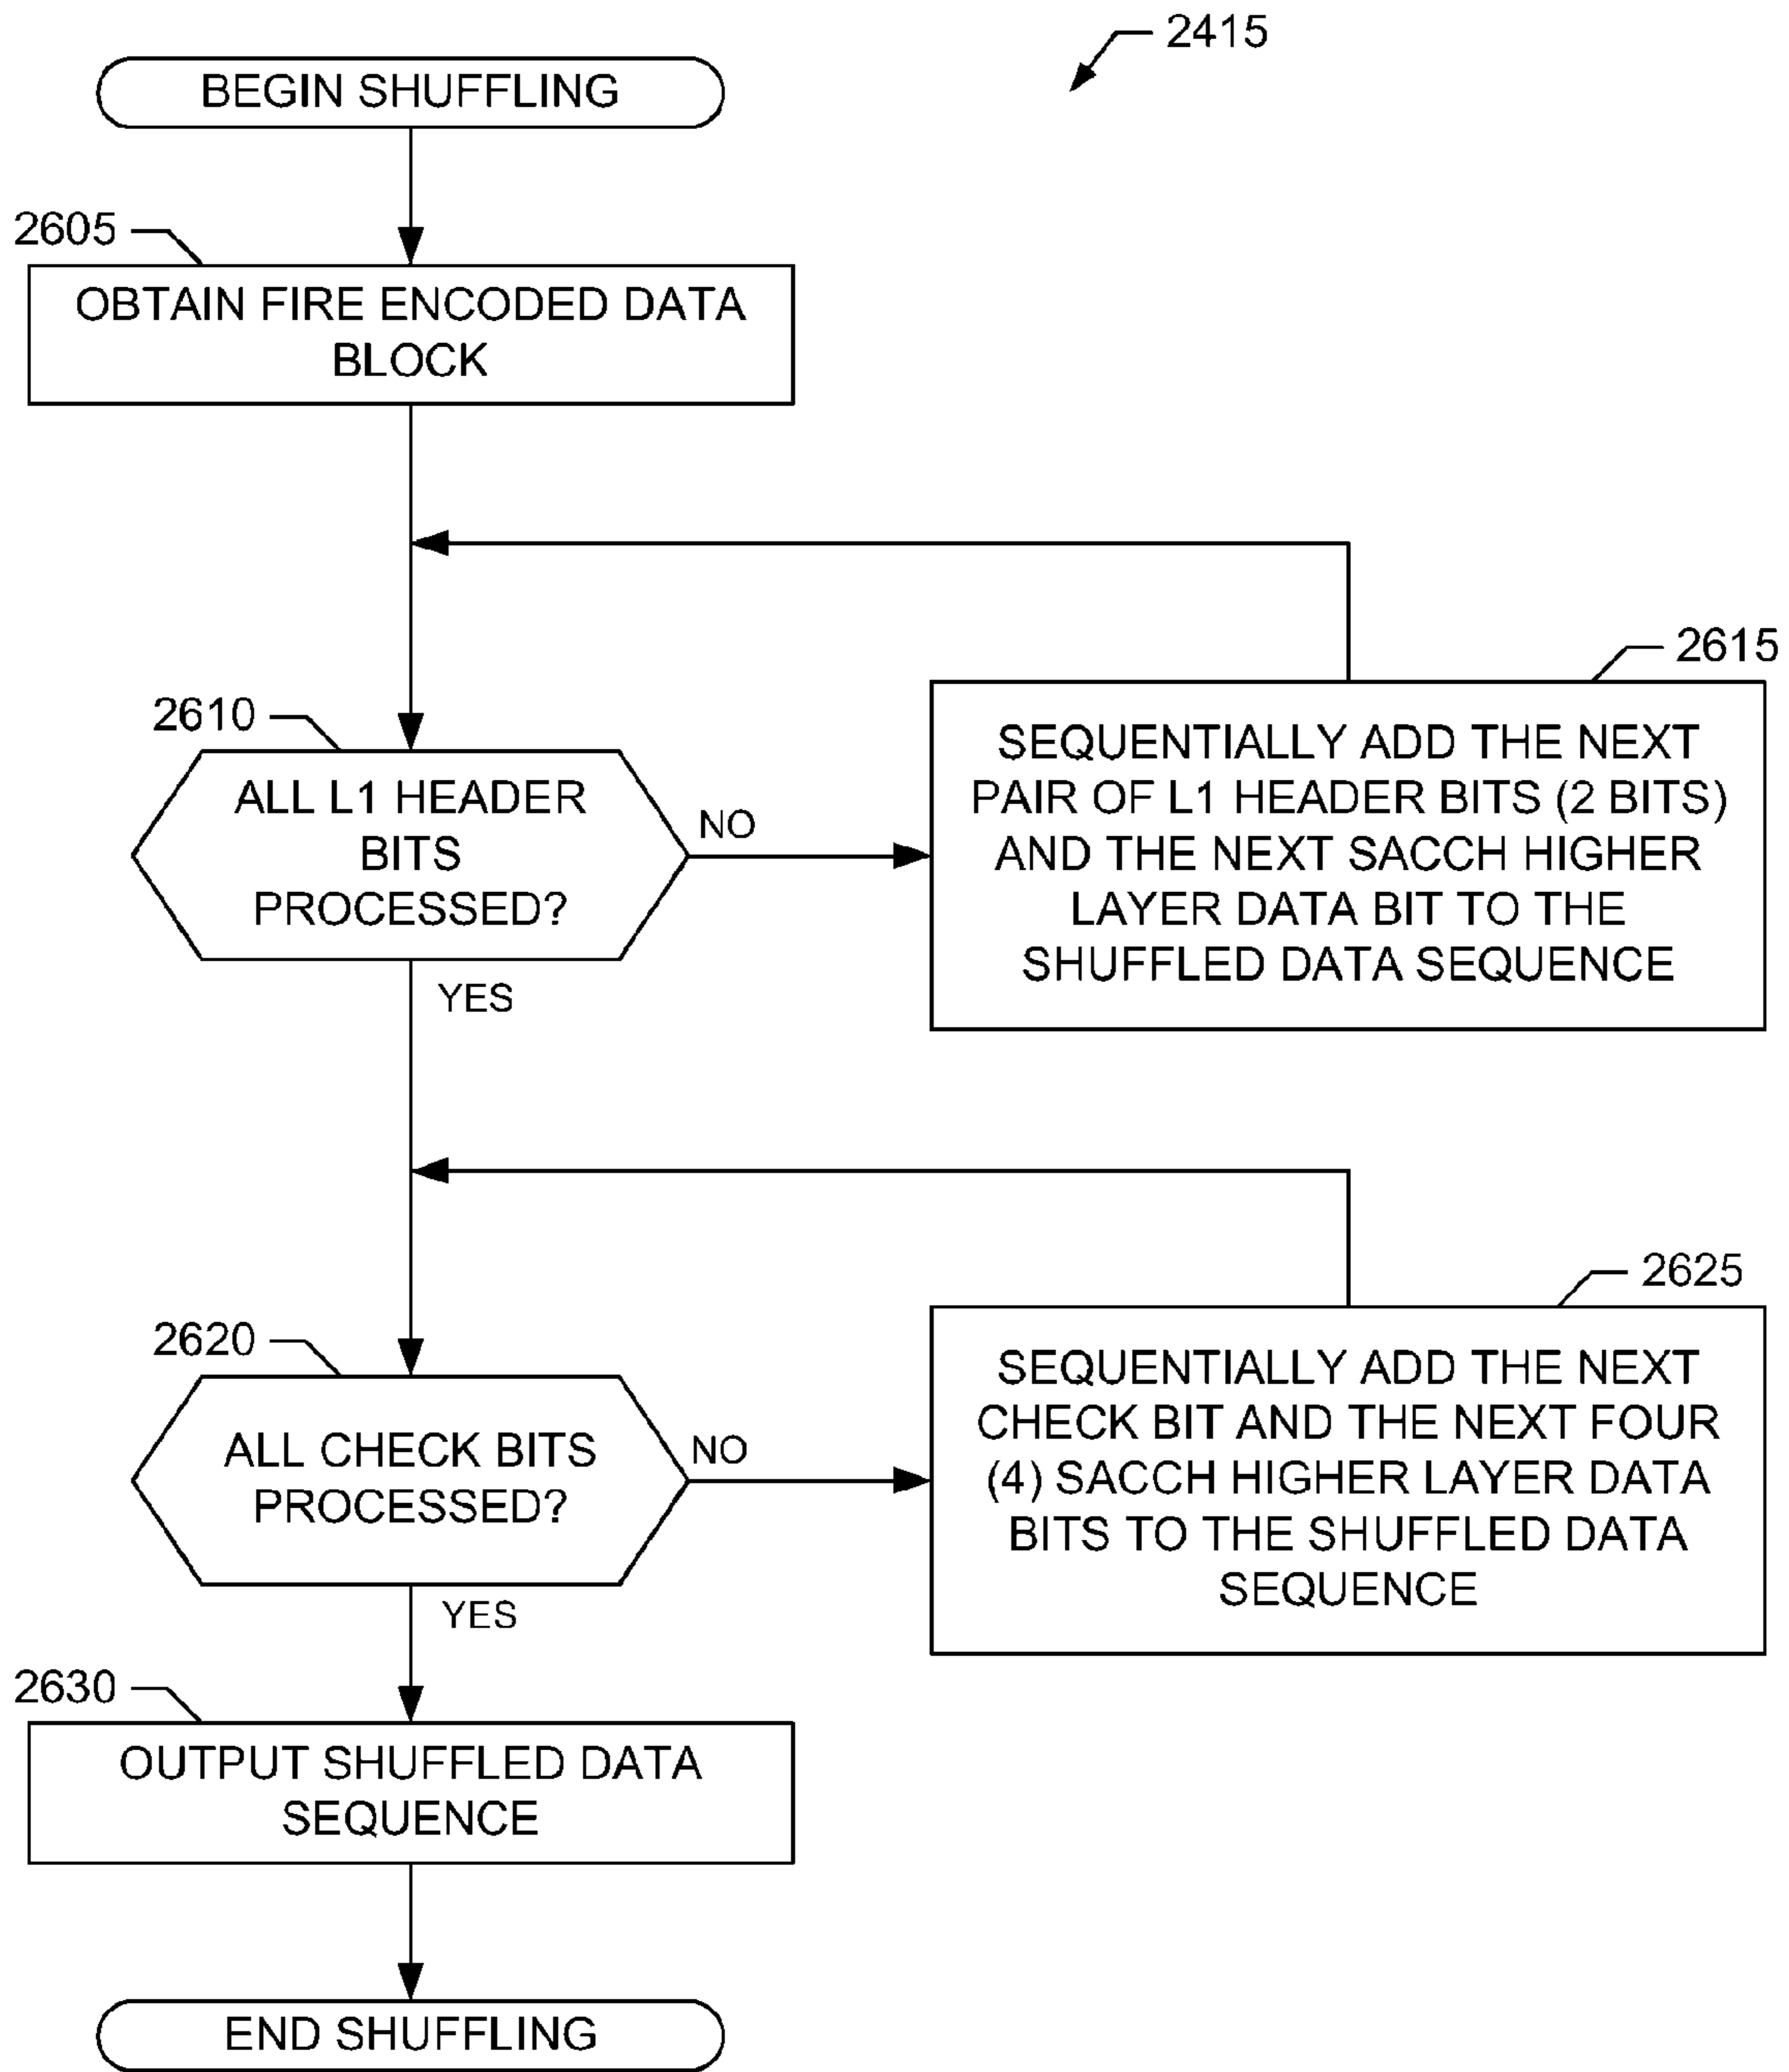 2415
BEGIN SHUFFLING
2605
OBTAIN FIRE ENCODED DATA
BLOCK
2610
ALL L1 HEADER
BITS
PROCESSED?
NO
YES
2615
SEQUENTIALLY ADD THE NEXT
PAIR OF L1 HEADER BITS (2 BITS)
AND THE NEXT SACCH HIGHER
LAYER DATA BIT TO THE
SHUFFLED DATA SEQUENCE
2620
ALL CHECK BITS
PROCESSED?
NO
YES
2625
SEQUENTIALLY ADD THE NEXT
CHECK BIT AND THE NEXT FOUR
(4) SACCH HIGHER LAYER DATA
BITS TO THE SHUFFLED DATA
SEQUENCE
2630
OUTPUT SHUFFLED DATA
SEQUENCE
END SHUFFLING